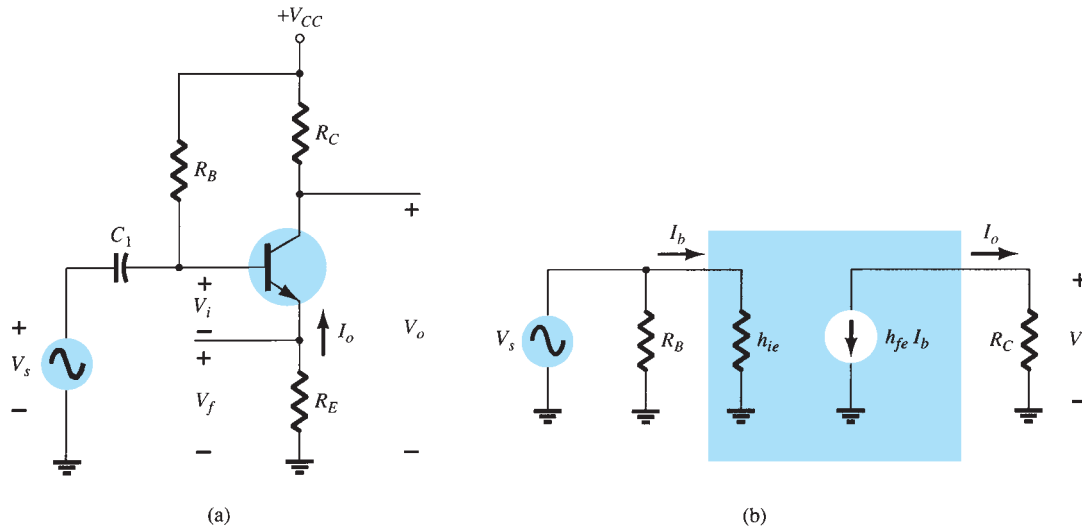 +V_CC
R_C
R_B
+
C_1
+
V_i
−
I_o
V_o
+
V_s
−
+
V_f
−
R_E
−
(a)
I_b
I_o
+
V_s
R_B
h_ie
h_fe I_b
R_C
V
−
(b)